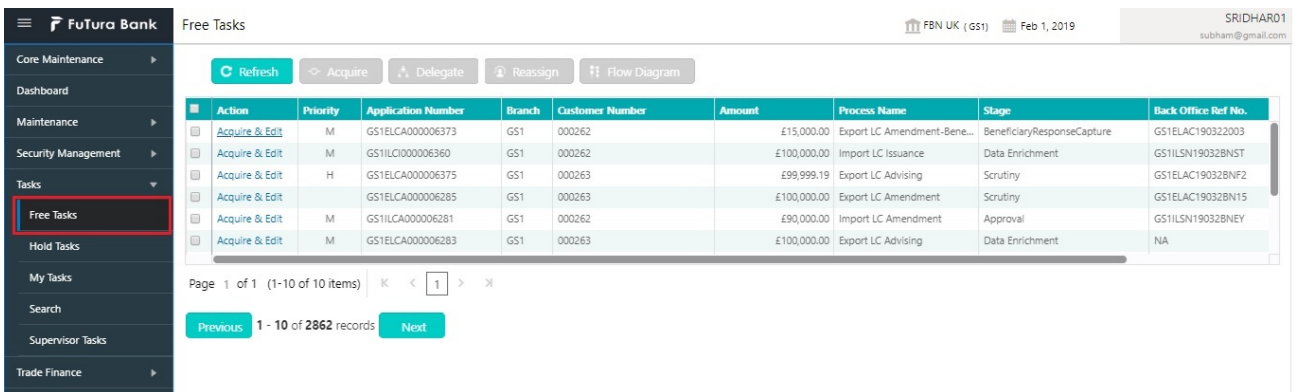 FuTura Bank
Free Tasks
FBN UK (GS1)
Feb 1, 2019
SRIDHAR01
subham@gmail.com
Core Maintenance
Dashboard
Maintenance
Security Management
Tasks
Free Tasks
Hold Tasks
My Tasks
Search
Supervisor Tasks
Trade Finance
Refresh Acquire Delegate Reassign Flow Diagram
Action Priority Application Number Branch Customer Number Amount Process Name Stage Back Office Ref No.
Acquire & Edit M GS1ELCA000006373 GS1 000262 £15,000.00 Export LC Amendment-Bene... BeneficiaryResponseCapture GS1ELAC190322003
Acquire & Edit M GS1ILCI000006360 GS1 000262 £100,000.00 Import LC Issuance Data Enrichment GS1ILSN19032BNST
Acquire & Edit H GS1ELCA000006375 GS1 000263 £99,999.19 Export LC Advising Scrutiny GS1ELAC19032BNF2
Acquire & Edit GS1ELCA000006285 GS1 000263 £100,000.00 Export LC Amendment Scrutiny GS1ELAC19032BN15
Acquire & Edit M GS1ILCA000006281 GS1 000262 £90,000.00 Import LC Amendment Approval GS1ILSN19032BNEY
Acquire & Edit M GS1ELCA000006283 GS1 000263 £100,000.00 Export LC Advising Data Enrichment NA
Page 1 of 1 (1-10 of 10 items) 1
Previous 1 - 10 of 2862 records Next